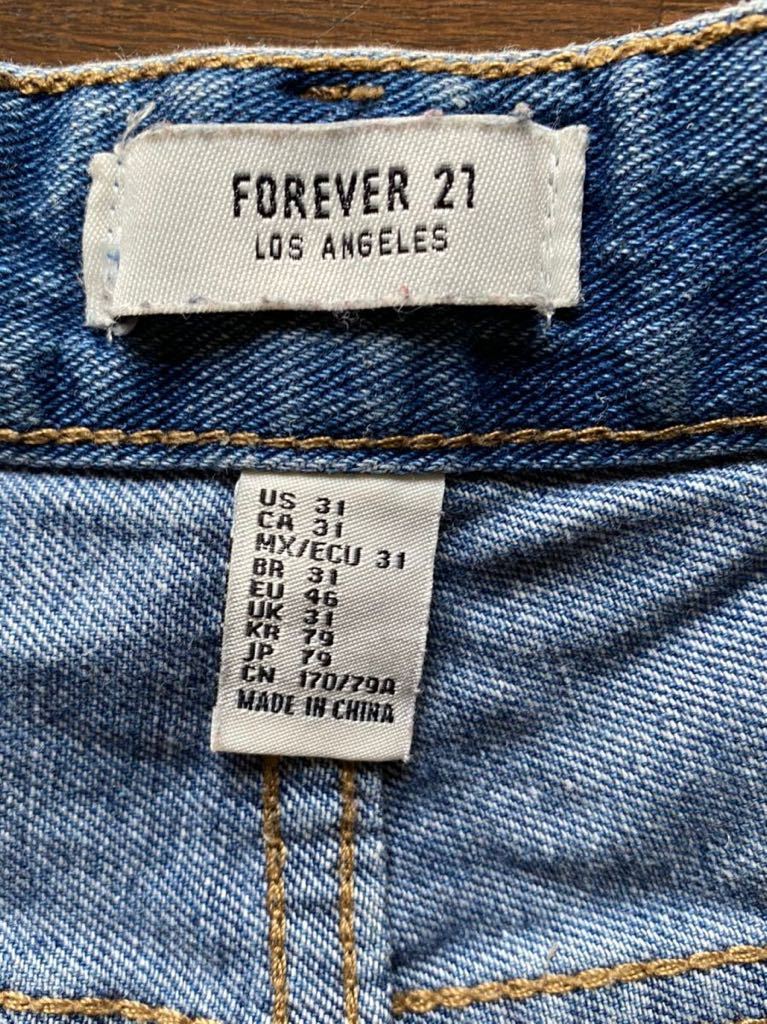 FOREVER 21
LOS ANGELES
US 31
CA 31
MX/ECU 31
BR 31
EU 46
UK 31
KR 79
JP 79
CN 170/79A
MADE IN CHINA